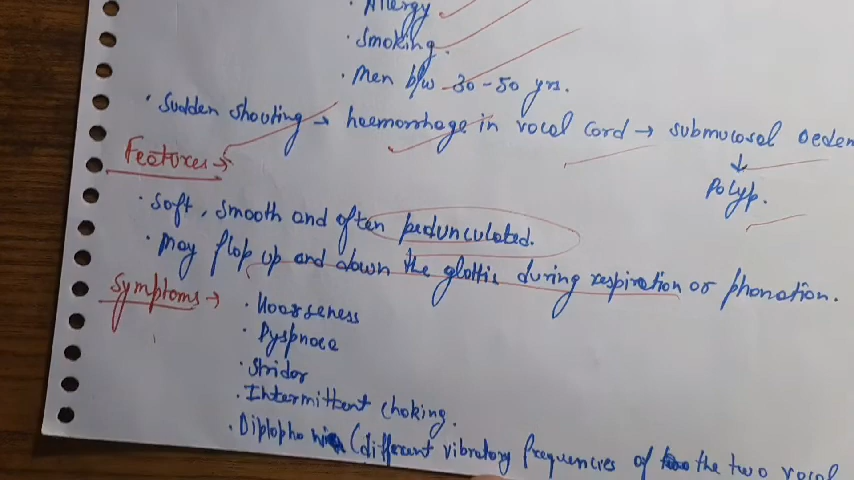 · Allergy
· Smoking.
· Men b/w 30-50 yrs.
· Sudden shouting → haemorrhage in vocal cord → submucosal oedem
↓
Polyp.
Features →
· Soft, smooth and often pedunculated.
· May flop up and down the glottis during respiration or phonation.
Symptoms →
· Hoarseness
· Dyspnoea
· Stridor
· Intermittent choking.
· Diplophonia (different vibratory frequencies of the two vocal